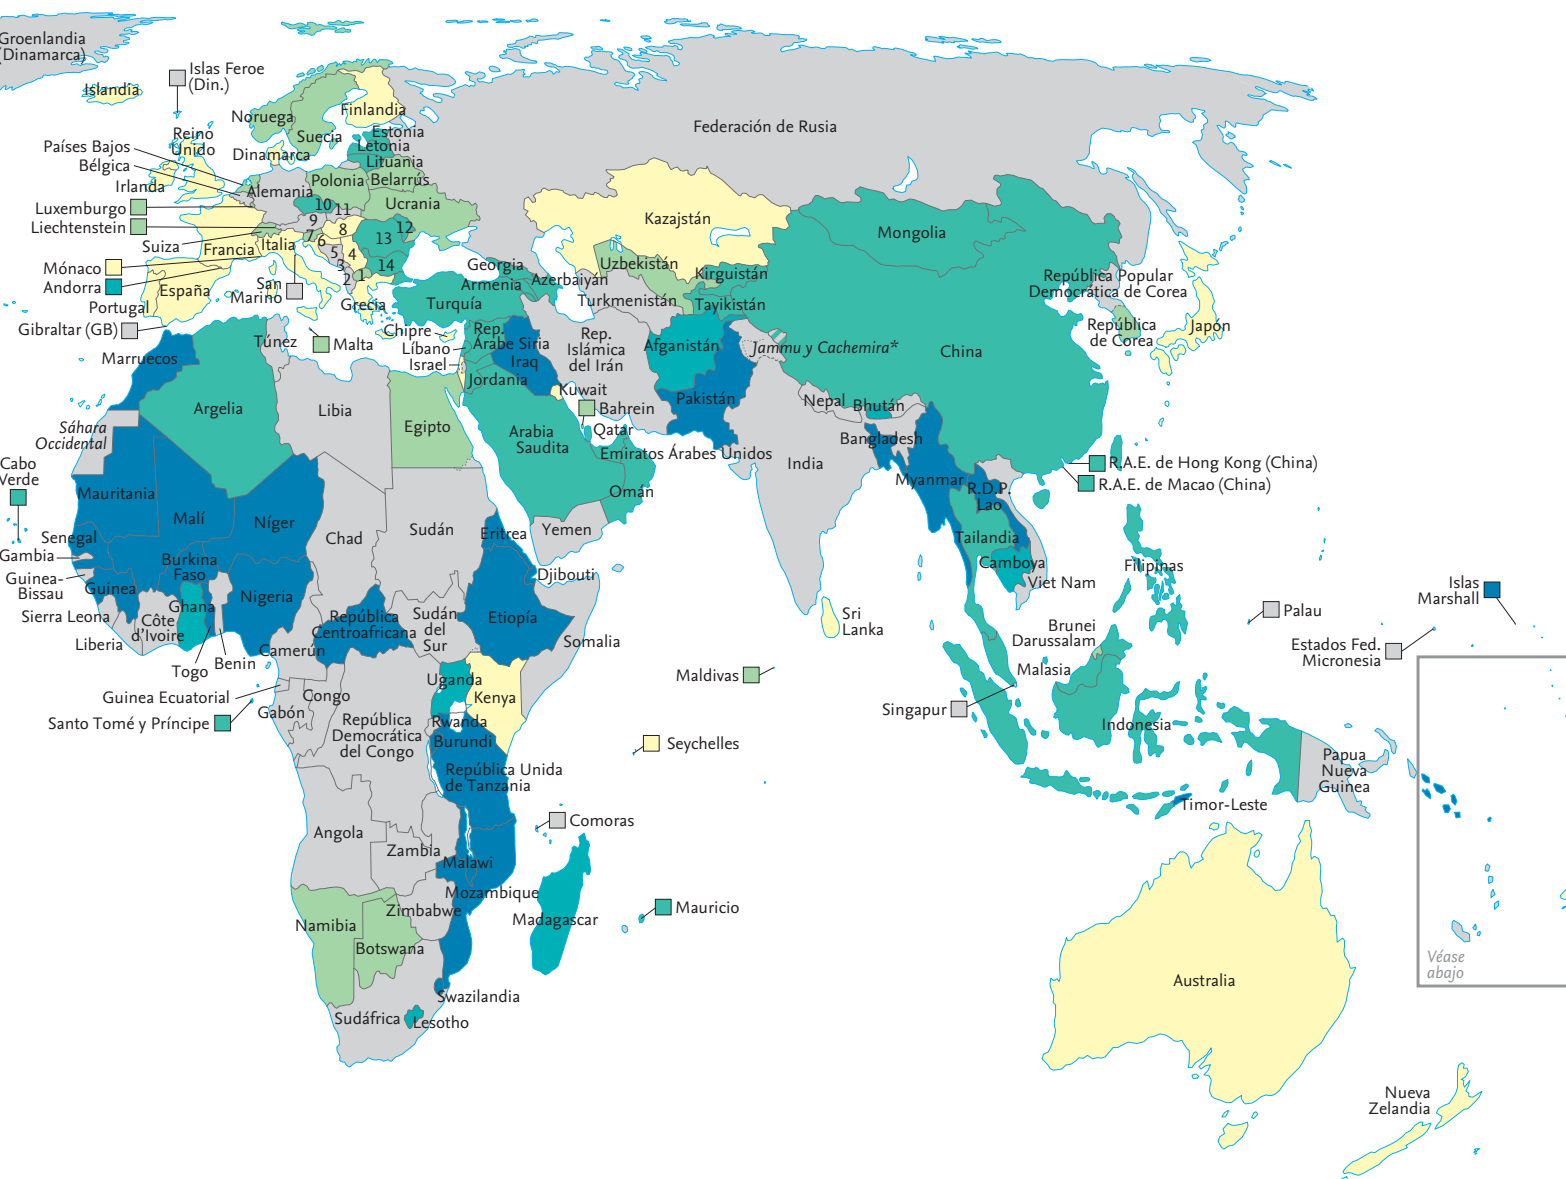 Groenlandia
(Dinamarca)
Islandia
Islas Feroe
(Din.)
Noruega
Suecia
Finlandia
Federación de Rusia
Reino
Unido
Dinamarca
Estonia
Letonia
Lituania
Países Bajos
Bélgica
Irlanda
Alemania
Polonia
Belarrús
Luxemburgo
Liechtenstein
Ucrania
10
11
9
12
8
13
7
6
5
4
3
14
2
1
Suiza
Francia
Italia
Mónaco
Andorra
España
Portugal
San
Marino
Grecia
Gibraltar (GB)
Marruecos
Túnez
Malta
Chipre
Líbano
Israel
Georgia
Armenia
Azerbaiyán
Turquía
Rep.
Árabe Siria
Iraq
Jordania
Kazajstán
Uzbekistán
Turkmenistán
Kirguistán
Tayikistán
Mongolia
China
República Popular
Democrática de Corea
República
de Corea
Japón
Rep.
Islámica
del Irán
Afganistán
Jammu y Cachemira*
Pakistán
Nepal
Bhután
Bangladesh
India
Kuwait
Bahrein
Qatar
Emiratos Árabes Unidos
Arabia
Saudita
Omán
Yemen
Argelia
Libia
Egipto
Sáhara
Occidental
Cabo
Verde
Mauritania
Malí
Níger
Chad
Sudán
Eritrea
Djibouti
Senegal
Gambia
Guinea-
Bissau
Guinea
Burkina
Faso
Sierra Leona
Liberia
Côte
d'Ivoire
Ghana
Togo
Benin
Nigeria
Camerún
República
Centroafricana
Sudán
del
Sur
Etiopía
Somalia
Guinea Ecuatorial
Santo Tomé y Príncipe
Gabón
Congo
República
Democrática
del Congo
Uganda
Kenya
Rwanda
Burundi
República Unida
de Tanzanía
Angola
Zambia
Malawi
Mozambique
Zimbabwe
Namibia
Botswana
Swazilandia
Sudáfrica
Lesotho
Comoras
Madagascar
Mauricio
Seychelles
Maldivas
Sri
Lanka
Myanmar
R.D.P.
Lao
Tailandia
Camboya
Viet Nam
R.A.E. de Hong Kong (China)
R.A.E. de Macao (China)
Filipinas
Brunei
Darussalam
Malasia
Singapur
Indonesia
Timor-Leste
Papua
Nueva
Guinea
Palau
Estados Fed.
Micronesia
Islas
Marshall
Véase
abajo
Australia
Nueva
Zelandia